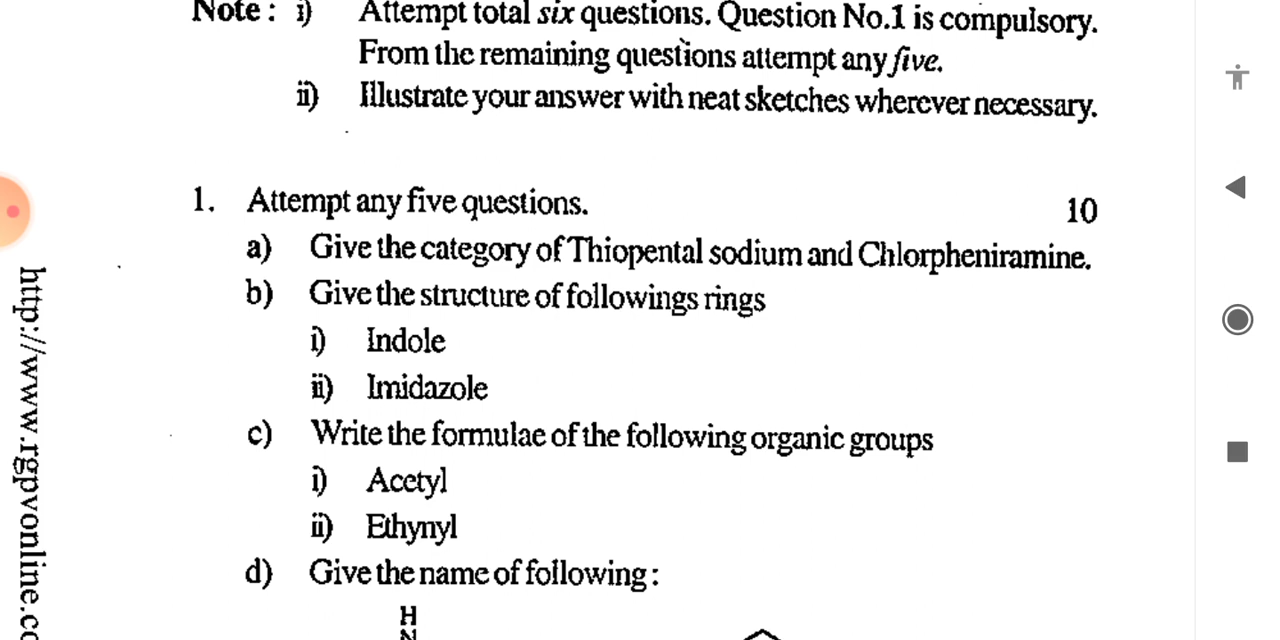 Note : i) Attempt total six questions. Question No.1 is compulsory.
From the remaining questions attempt any five.
ii) Illustrate your answer with neat sketches wherever necessary.
1. Attempt any five questions. 10
a) Give the category of Thiopental sodium and Chlorpheniramine.
b) Give the structure of followings rings
i) Indole
ii) Imidazole
c) Write the formulae of the following organic groups
i) Acetyl
ii) Ethynyl
d) Give the name of following :
H
N
http://www.rgpvonline.co